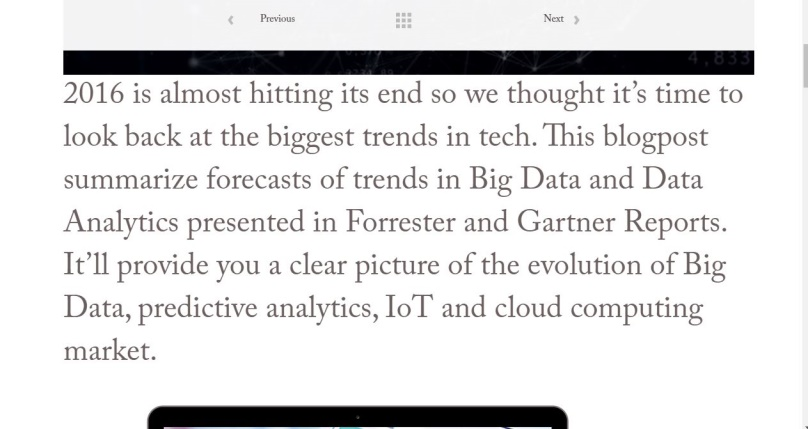 Previous
Next
4,833
2016 is almost hitting its end so we thought it’s time to
look back at the biggest trends in tech. This blogpost
summarize forecasts of trends in Big Data and Data
Analytics presented in Forrester and Gartner Reports.
It’ll provide you a clear picture of the evolution of Big
Data, predictive analytics, IoT and cloud computing
market.